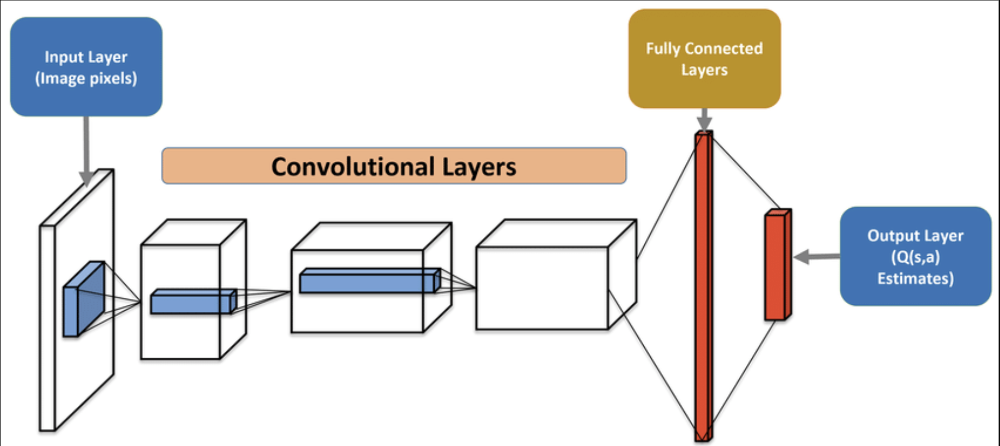 Input Layer
(Image pixels)
Fully Connected
Layers
Convolutional Layers
Output Layer
(Q(s,a)
Estimates)